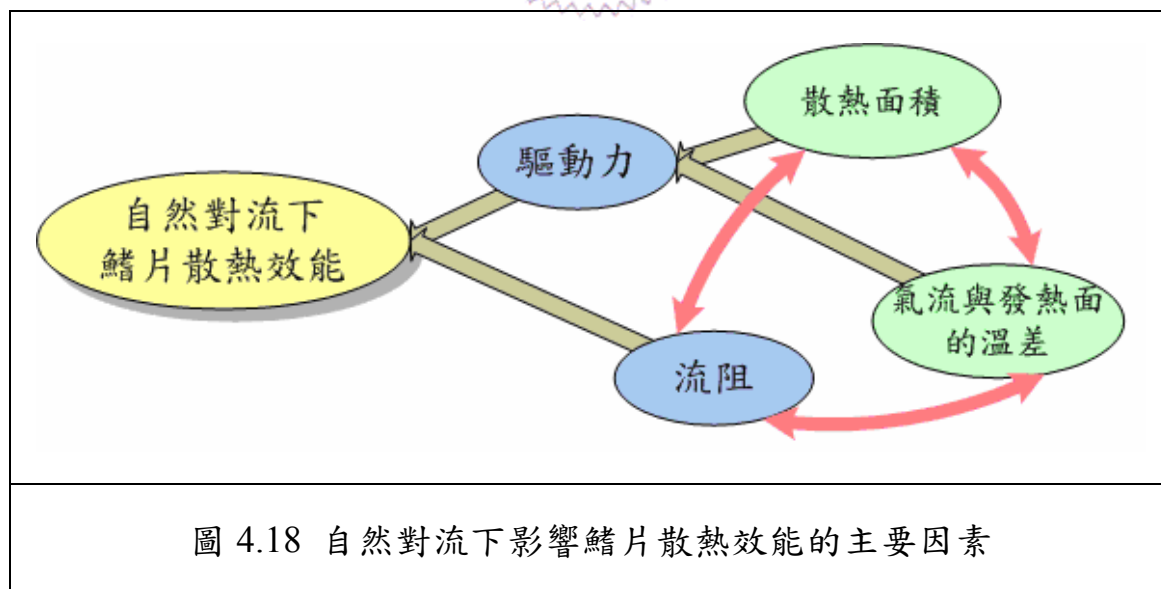 散熱面積
驅動力
自然對流下
鰭片散熱效能
氣流與發熱面
的溫差
流阻
圖 4.18 自然對流下影響鰭片散熱效能的主要因素